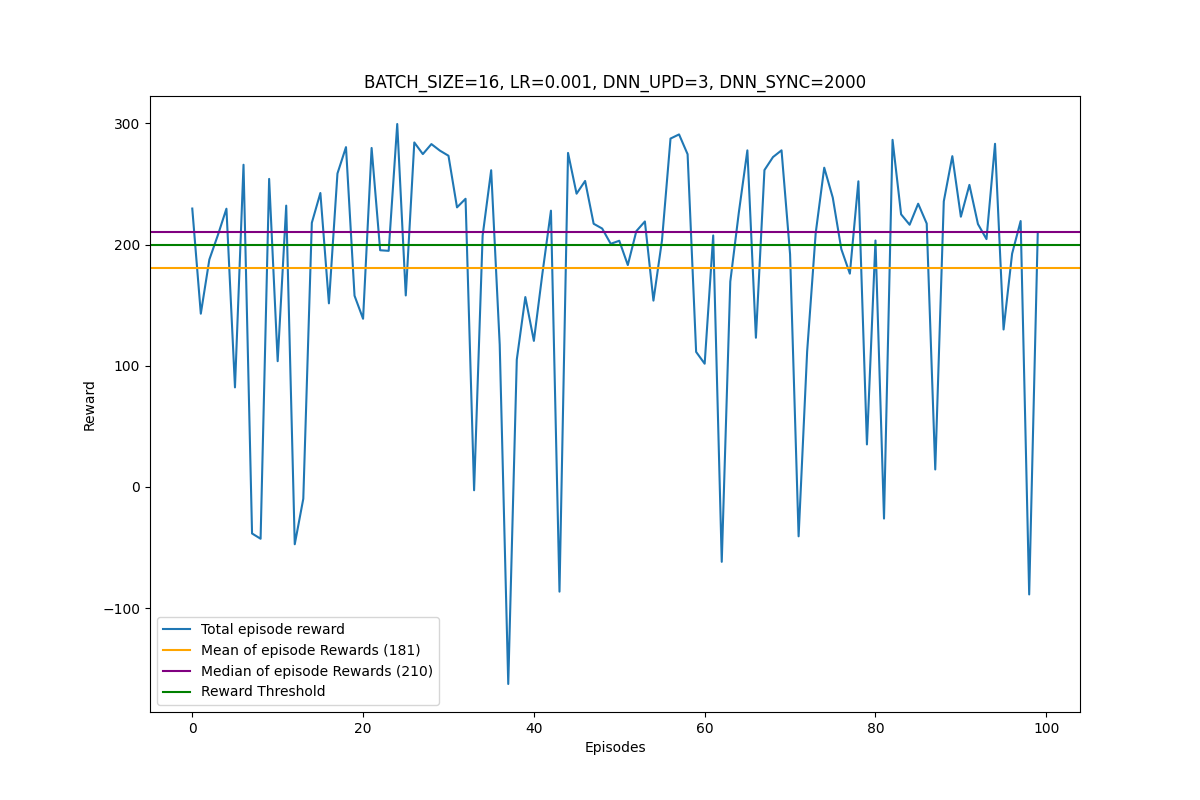 BATCH_SIZE=16, LR=0.001, DNN_UPD=3, DNN_SYNC=2000
300
200
100
0
−100
Reward
Total episode reward
Mean of episode Rewards (181)
Median of episode Rewards (210)
Reward Threshold
0 20 40 60 80 100
Episodes